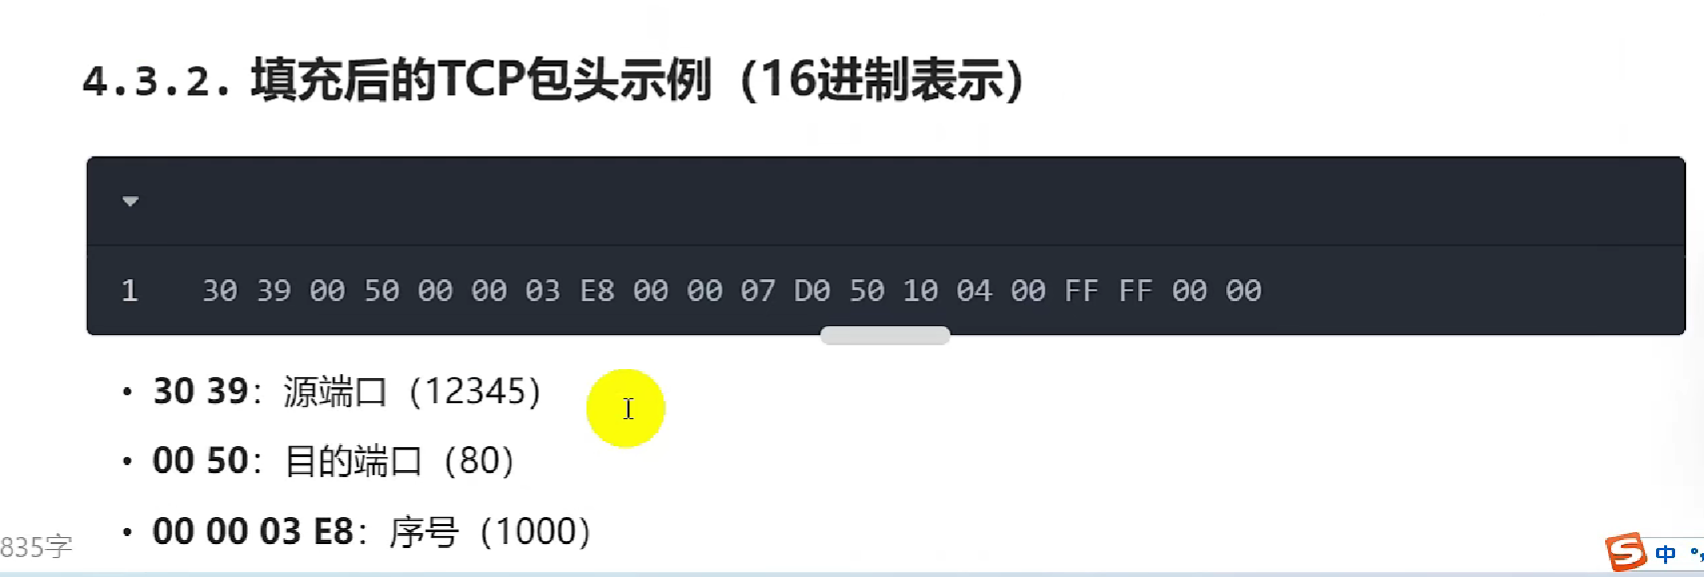 4.3.2. 填充后的TCP包头示例（16进制表示）
1 30 39 00 50 00 00 03 E8 00 00 07 D0 50 10 04 00 FF FF 00 00
• 30 39：源端口（12345）
• 00 50：目的端口（80）
• 00 00 03 E8：序号（1000）
835字
S 中